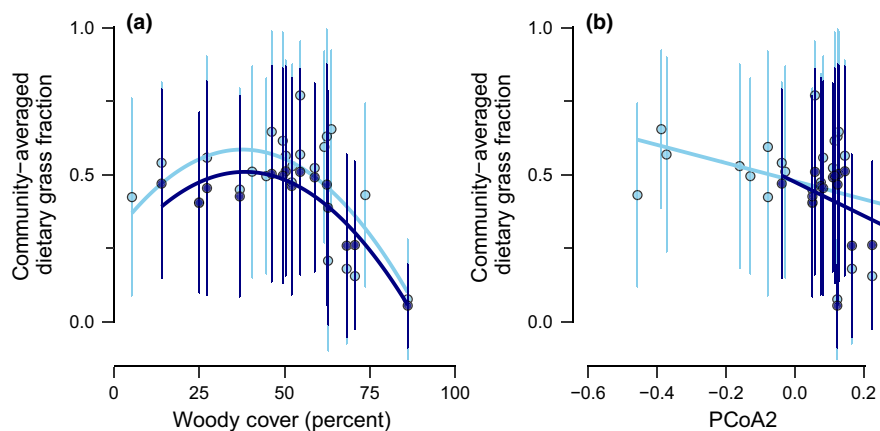 (a)
Community−averaged
dietary grass fraction
1.0
0.5
0.0
0
25
50
75
100
Woody cover (percent)
(b)
Community−averaged
dietary grass fraction
1.0
0.5
0.0
−0.6
−0.4
−0.2
0.0
0.2
PCoA2